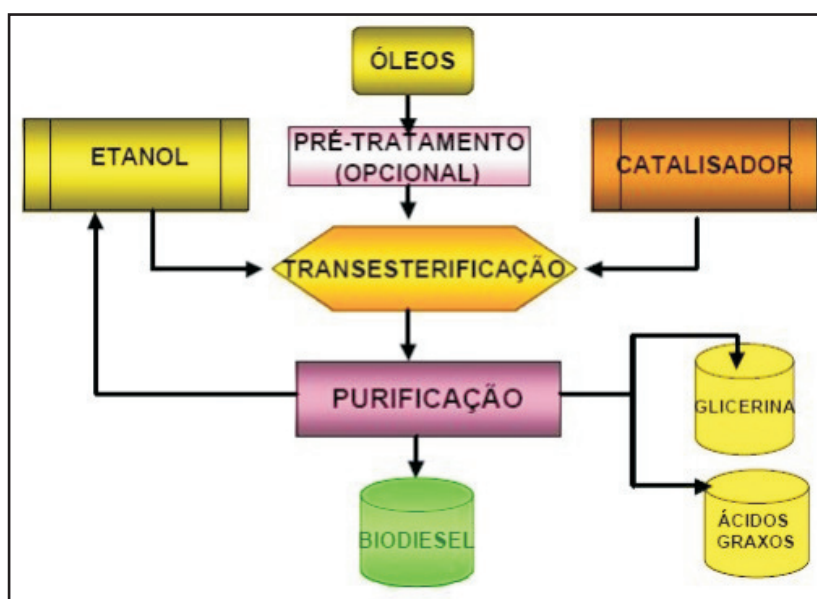 ÓLEOS
ETANOL
PRÉ-TRATAMENTO
(OPCIONAL)
CATALISADOR
TRANSESTERIFICAÇÃO
PURIFICAÇÃO
GLICERINA
BIODIESEL
ÁCIDOS
GRAXOS